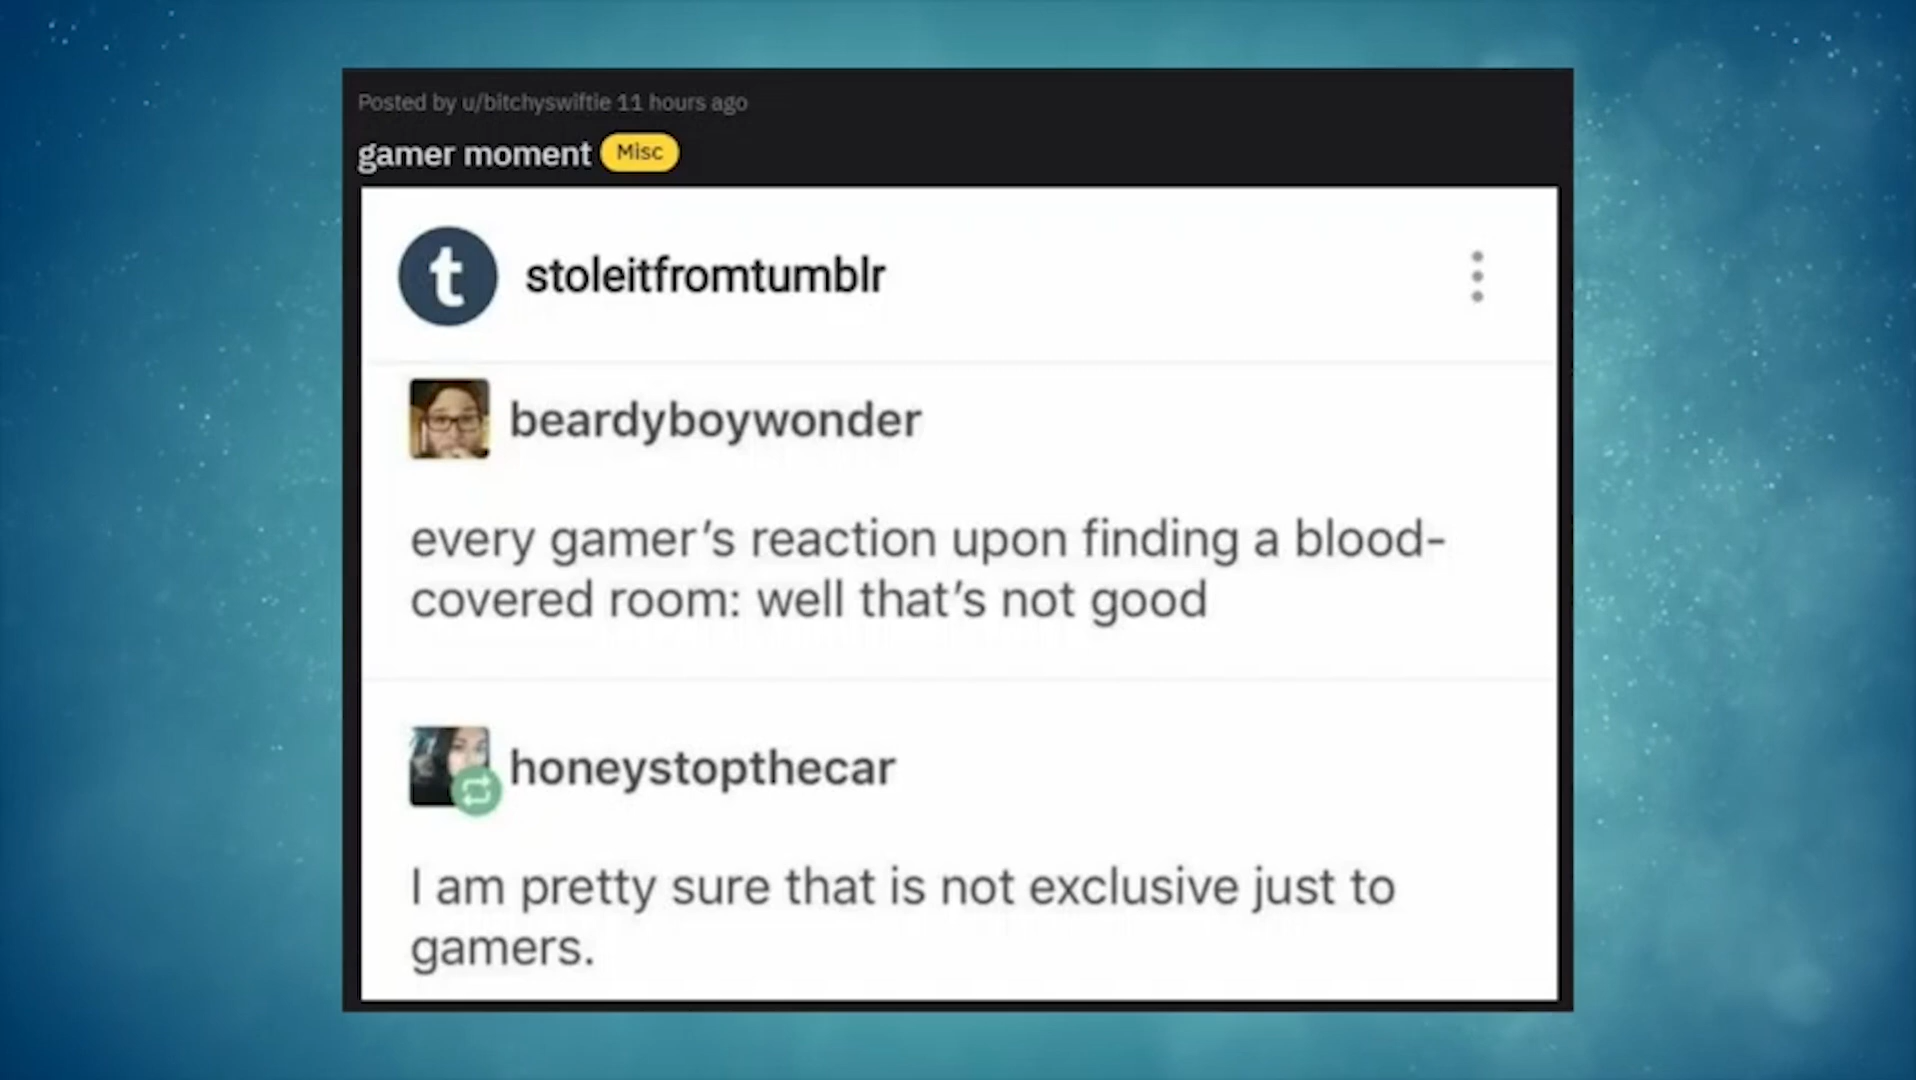 Posted by u/bitchyswiftie 11 hours ago
gamer moment Misc
t stoleitfromtumblr
beardyboywonder
every gamer's reaction upon finding a blood-
covered room: well that's not good
honeystopthecar
I am pretty sure that is not exclusive just to
gamers.